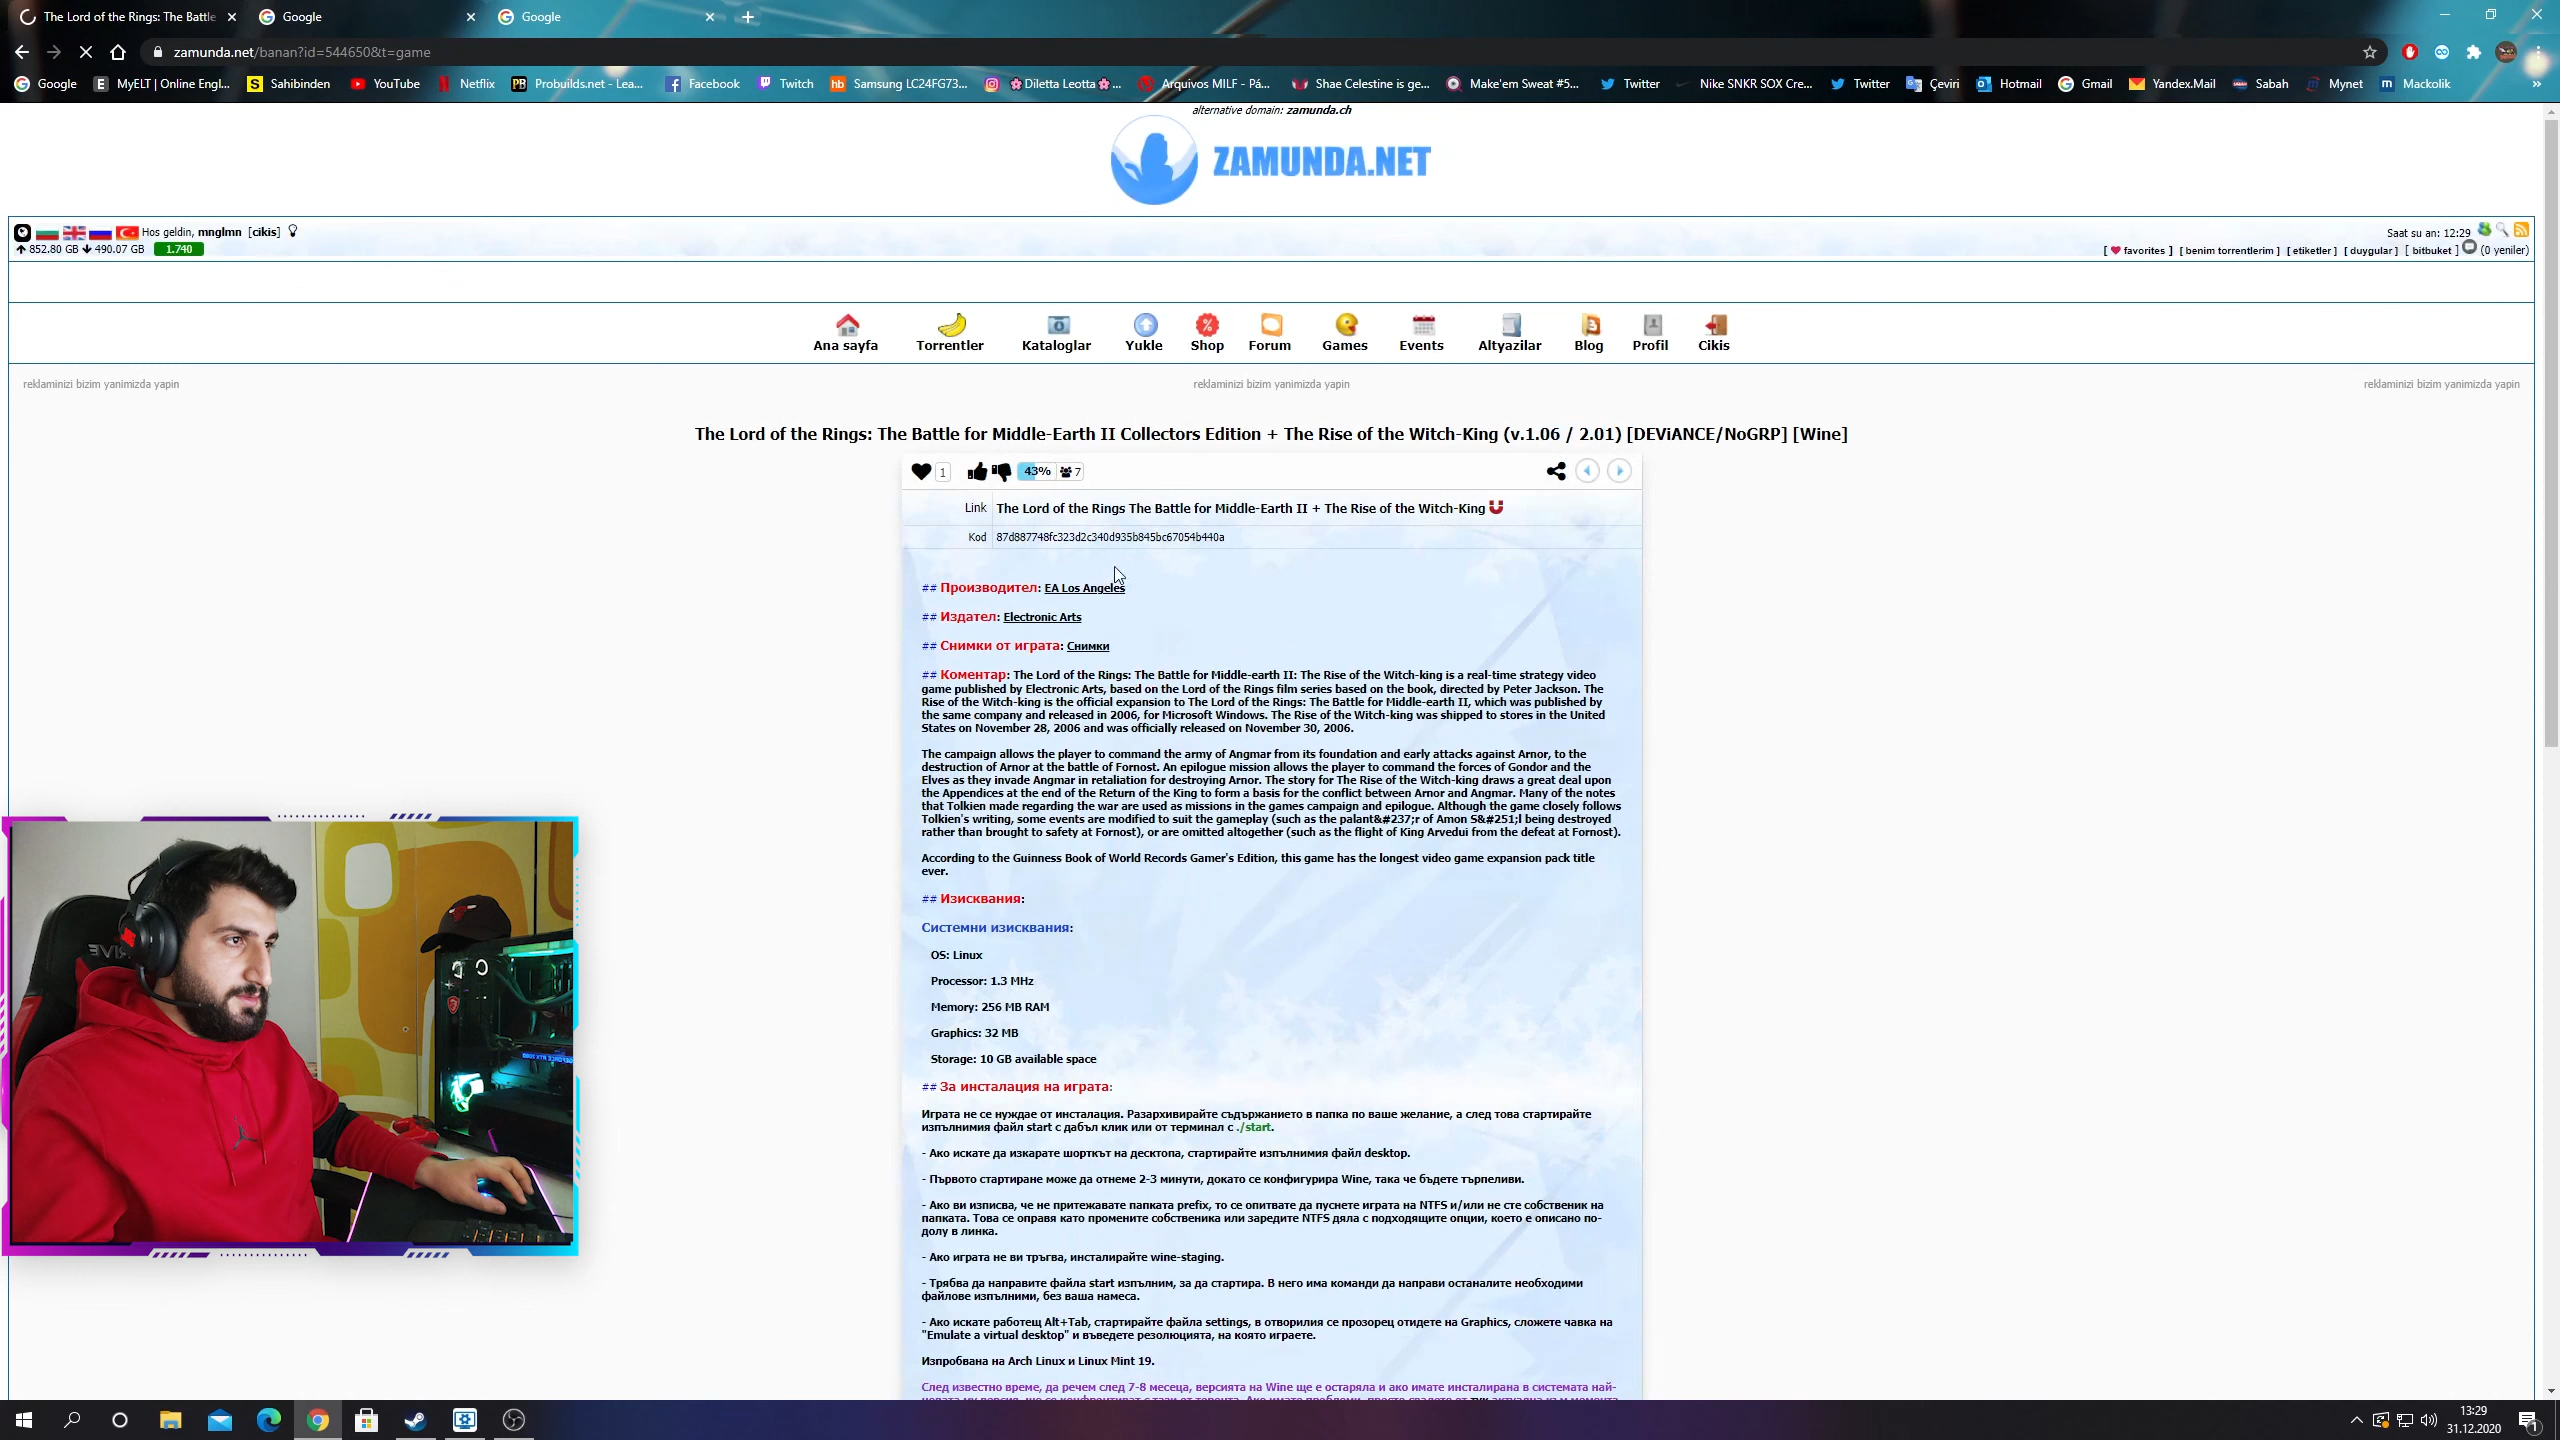 The Lord of the Rings: The Battle
Google
Google
zamunda.net/banan?id=544650&t=game
Google
MyELT | Online Engl...
Sahibinden
YouTube
Netflix
Probuilds.net - Lea...
Facebook
Twitch
Samsung LC24FG73...
🌸Diletta Leotta🌸...
Arquivos MILF - Pá...
Shae Celestine is ge...
Make'em Sweat #5...
Twitter
Nike SNKR SOX Cre...
Twitter
Çeviri
Hotmail
Gmail
Yandex.Mail
Sabah
Mynet
Mackolik
alternative domain: zamunda.ch
ZAMUNDA.NET
Hos geldin, mnglmn [cikis]
852.80 GB 490.07 GB 1.740
Saat su an: 12:29
[ favorites ] [ benim torrentlerim ] [ etiketler ] [ duygular ] [ bitbuket ] (0 yeniler)
Ana sayfa
Torrentler
Kataloglar
Yukle
Shop
Forum
Games
Events
Altyazilar
Blog
Profil
Cikis
reklaminizi bizim yanimizda yapin
reklaminizi bizim yanimizda yapin
reklaminizi bizim yanimizda yapin
The Lord of the Rings: The Battle for Middle-Earth II Collectors Edition + The Rise of the Witch-King (v.1.06 / 2.01) [DEViANCE/NoGRP] [Wine]
1 43% 7
Link The Lord of the Rings The Battle for Middle-Earth II + The Rise of the Witch-King
Kod 87d887748fc323d2c340d935b845bc67054b440a
## Производител: EA Los Angeles
## Издател: Electronic Arts
## Снимки от играта: Снимки
## Коментар: The Lord of the Rings: The Battle for Middle-earth II: The Rise of the Witch-king is a real-time strategy video
game published by Electronic Arts, based on the Lord of the Rings film series based on the book, directed by Peter Jackson. The
Rise of the Witch-king is the official expansion to The Lord of the Rings: The Battle for Middle-earth II, which was published by
the same company and released in 2006, for Microsoft Windows. The Rise of the Witch-king was shipped to stores in the United
States on November 28, 2006 and was officially released on November 30, 2006.
The campaign allows the player to command the army of Angmar from its foundation and early attacks against Arnor, to the
destruction of Arnor at the battle of Fornost. An epilogue mission allows the player to command the forces of Gondor and the
Elves as they invade Angmar in retaliation for destroying Arnor. The story for The Rise of the Witch-king draws a great deal upon
the Appendices at the end of the Return of the King to form a basis for the conflict between Arnor and Angmar. Many of the notes
that Tolkien made regarding the war are used as missions in the games campaign and epilogue. Although the game closely follows
Tolkien's writing, some events are modified to suit the gameplay (such as the palant&#237;r of Amon S&#251;l being destroyed
rather than brought to safety at Fornost), or are omitted altogether (such as the flight of King Arvedui from the defeat at Fornost).
According to the Guinness Book of World Records Gamer's Edition, this game has the longest video game expansion pack title
ever.
## Изисквания:
Системни изисквания:
OS: Linux
Processor: 1.3 MHz
Memory: 256 MB RAM
Graphics: 32 MB
Storage: 10 GB available space
## За инсталация на играта:
Играта не се нуждае от инсталация. Разархивирайте съдържанието в папка по ваше желание, а след това стартирайте
изпълнимия файл start с дабъл клик или от терминал с ./start.
- Ако искате да изкарате шорткът на десктопа, стартирайте изпълнимия файл desktop.
- Първото стартиране може да отнеме 2-3 минути, докато се конфигурира Wine, така че бъдете търпеливи.
- Ако ви изписва, че не притежавате папката prefix, то се опитвате да пуснете играта на NTFS и/или не сте собственик на
папката. Това се оправя като промените собственика или заредите NTFS дяла с подходящите опции, което е описано по-
долу в линка.
- Ако играта не ви тръгва, инсталирайте wine-staging.
- Трябва да направите файла start изпълним, за да стартира. В него има команди да направи останалите необходими
файлове изпълними, без ваша намеса.
- Ако искате работещ Alt+Tab, стартирайте файла settings, в отворилия се прозорец отидете на Graphics, сложете чавка на
"Emulate a virtual desktop" и въведете резолюцията, на която играете.
Изпробвана на Arch Linux и Linux Mint 19.
След известно време, да речем след 7-8 месеца, версията на Wine ще е остаряла и ако имате инсталирана в системата най-
13:29
31.12.2020